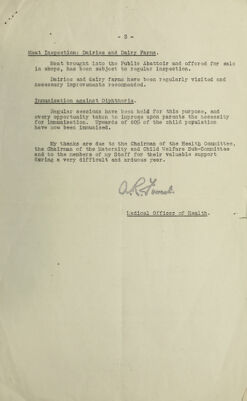 - 3 -
Meat Inspection: Dairies and Dairy Farms.
Meat brought into the Public Abattoir and offered for sale
in shops, has been subject to regular inspection.
Dairies and dairy farms have been regularly visited and
necessary improvements recommended.
Immunisation against Diphtheria.
Regular sessions have been held for this purpose, and
every opportunity taken to impress upon parents the necessity
for immunisation. Upwards of 60% of the child population
have now been immunised.
My thanks are due to the Chairman of the Health Committee,
the Chairman of the Maternity and Child Welfare Sub-Committee
and to the members of my Staff for their valuable support
during a very difficult and arduous year.
Medical Officer of Health.